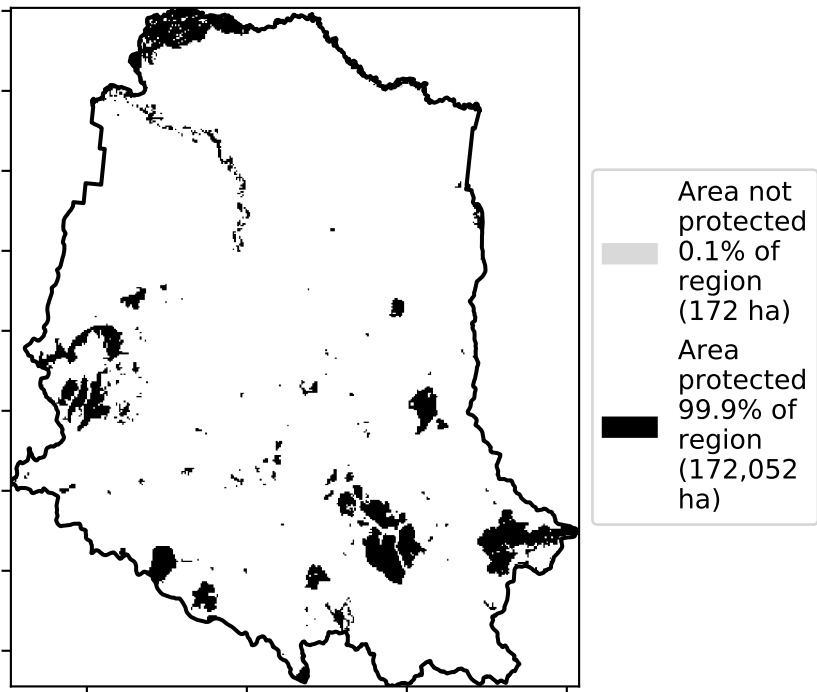 Area not
protected
0.1% of
region
(172 ha)
Area
protected
99.9% of
region
(172,052
ha)